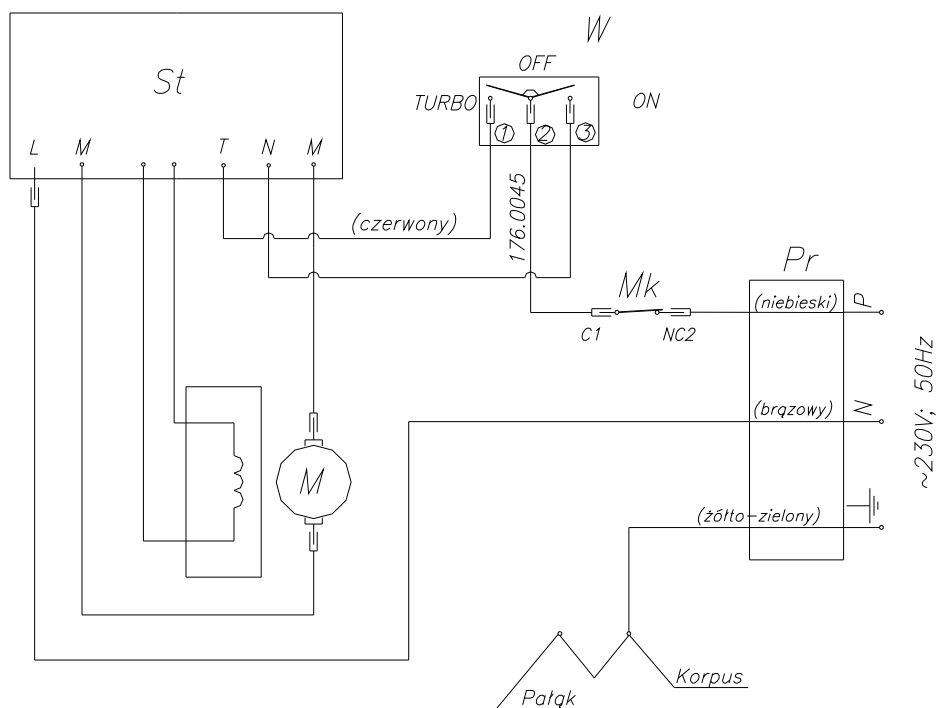 W
OFF
St
TURBO
ON
1
2
3
L
M
T
N
M
(czerwony)
176.0045
Pr
Mk
(niebieski)
P
C1
NC2
(brązowy)
N
~230V; 50Hz
M
(żółto-zielony)
Korpus
Pałąk